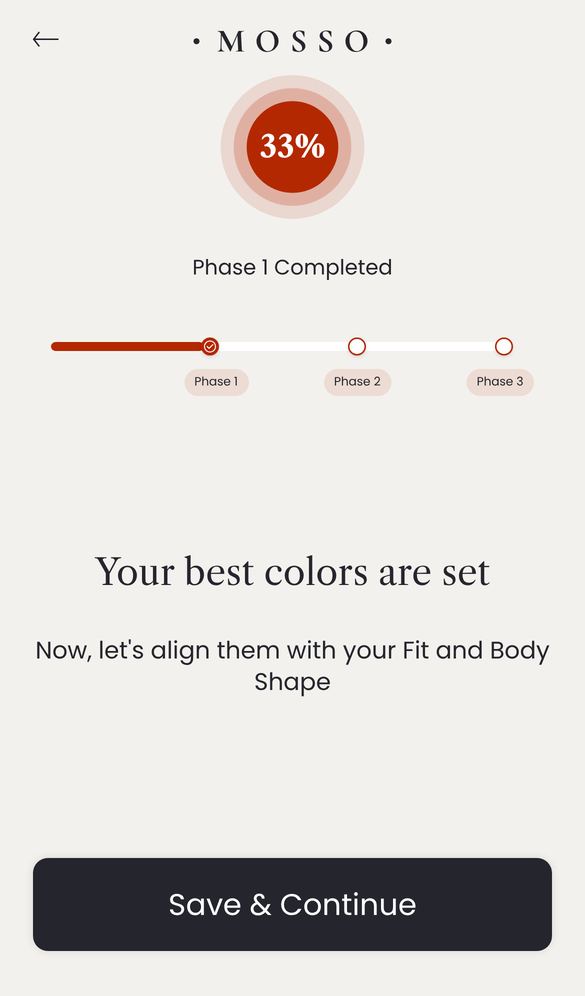 · MOSSO ·
33%
Phase 1 Completed
Phase 1 Phase 2 Phase 3
Your best colors are set
Now, let's align them with your Fit and Body
Shape
Save & Continue